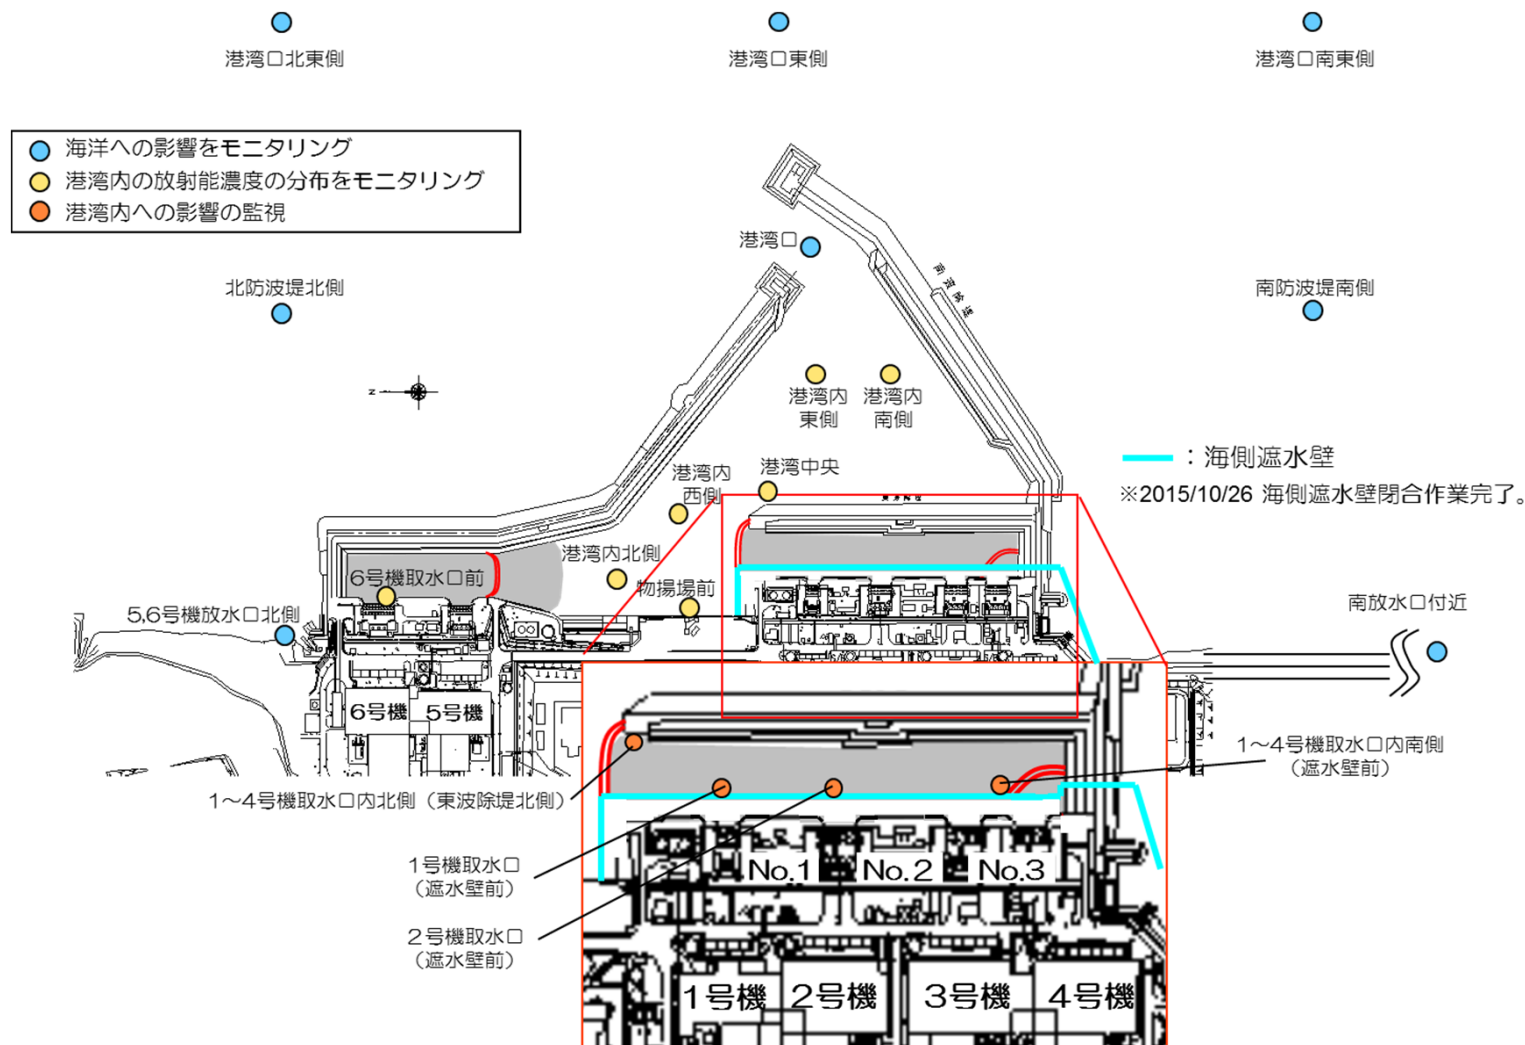 港湾口北東側
港湾口東側
港湾口南東側
海洋への影響をモニタリング
港湾内の放射能濃度の分布をモニタリング
港湾内への影響の監視
港湾口
北防波堤北側
南防波堤南側
N
港湾内
東側
港湾内
南側
港湾内
西側
港湾中央
：海側遮水壁
※2015/10/26 海側遮水壁閉合作業完了。
港湾内北側
6号機取水口前
物揚場前
5,6号機放水口北側
南放水口付近
6号機
5号機
1～4号機取水口内南側
（遮水壁前）
1～4号機取水口内北側（東波除堤北側）
1号機取水口
（遮水壁前）
No.1
No.2
No.3
２号機取水口
（遮水壁前）
1号機
2号機
3号機
4号機